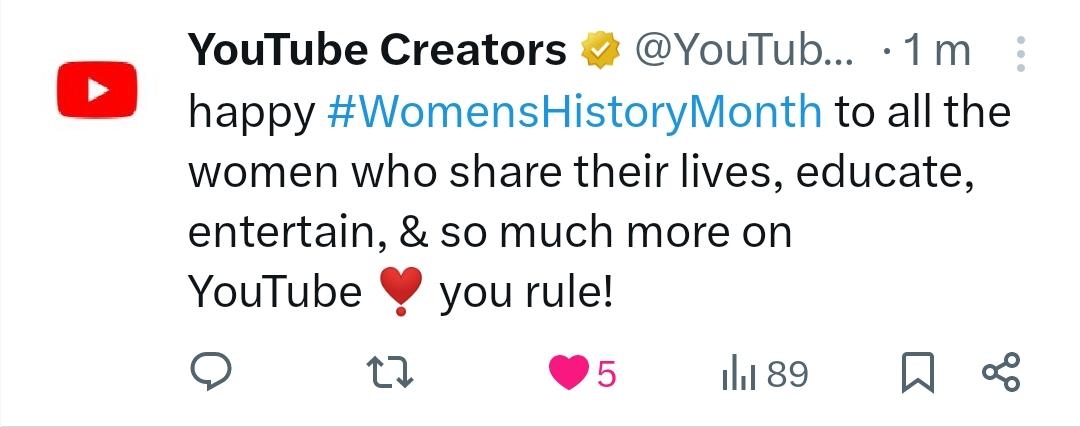 YouTube Creators @YouTub... · 1 m
happy #WomensHistoryMonth to all the
women who share their lives, educate,
entertain, & so much more on
YouTube ❣️ you rule!
5 89